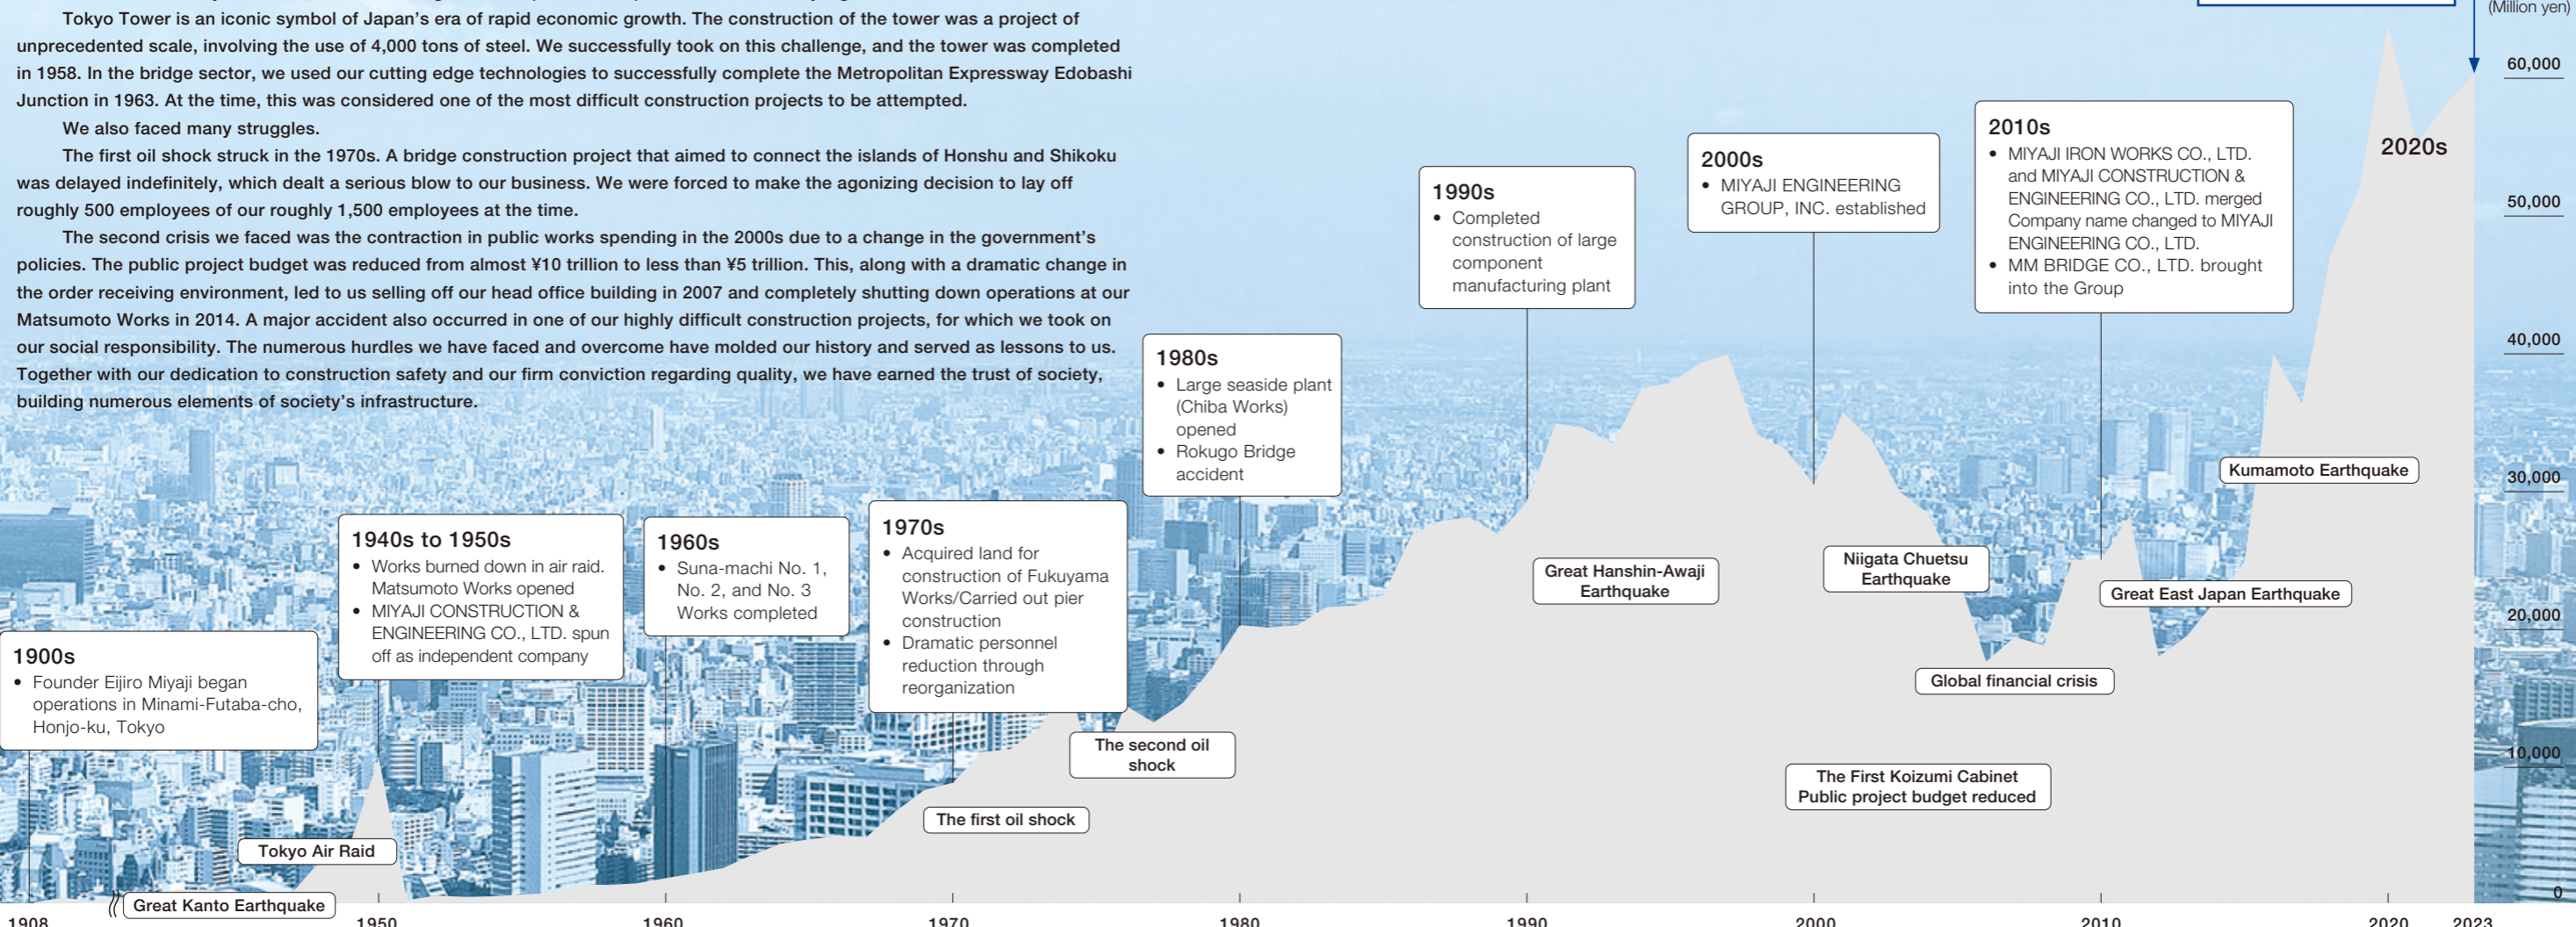 Tokyo Tower is an iconic symbol of Japan's era of rapid economic growth. The construction of the tower was a project of
unprecedented scale, involving the use of 4,000 tons of steel. We successfully took on this challenge, and the tower was completed
in 1958. In the bridge sector, we used our cutting edge technologies to successfully complete the Metropolitan Expressway Edobashi
Junction in 1963. At the time, this was considered one of the most difficult construction projects to be attempted.
We also faced many struggles.
The first oil shock struck in the 1970s. A bridge construction project that aimed to connect the islands of Honshu and Shikoku
was delayed indefinitely, which dealt a serious blow to our business. We were forced to make the agonizing decision to lay off
roughly 500 employees of our roughly 1,500 employees at the time.
The second crisis we faced was the contraction in public works spending in the 2000s due to a change in the government's
policies. The public project budget was reduced from almost ¥10 trillion to less than ¥5 trillion. This, along with a dramatic change in
the order receiving environment, led to us selling off our head office building in 2007 and completely shutting down operations at our
Matsumoto Works in 2014. A major accident also occurred in one of our highly difficult construction projects, for which we took on
our social responsibility. The numerous hurdles we have faced and overcome have molded our history and served as lessons to us.
Together with our dedication to construction safety and our firm conviction regarding quality, we have earned the trust of society,
building numerous elements of society's infrastructure.
1900s
• Founder Eijiro Miyaji began
operations in Minami-Futaba-cho,
Honjo-ku, Tokyo
1940s to 1950s
• Works burned down in air raid.
Matsumoto Works opened
• MIYAJI CONSTRUCTION &
ENGINEERING CO., LTD. spun
off as independent company
1960s
• Suna-machi No. 1,
No. 2, and No. 3
Works completed
1970s
• Acquired land for
construction of Fukuyama
Works/Carried out pier
construction
• Dramatic personnel
reduction through
reorganization
1980s
• Large seaside plant
(Chiba Works)
opened
• Rokugo Bridge
accident
1990s
• Completed
construction of large
component
manufacturing plant
2000s
• MIYAJI ENGINEERING
GROUP, INC. established
2010s
• MIYAJI IRON WORKS CO., LTD.
and MIYAJI CONSTRUCTION &
ENGINEERING CO., LTD. merged
Company name changed to MIYAJI
ENGINEERING CO., LTD.
• MM BRIDGE CO., LTD. brought
into the Group
2020s
Great Kanto Earthquake
Tokyo Air Raid
The first oil shock
The second oil
shock
Great Hanshin-Awaji
Earthquake
The First Koizumi Cabinet
Public project budget reduced
Niigata Chuetsu
Earthquake
Global financial crisis
Great East Japan Earthquake
Kumamoto Earthquake
(Million yen)
60,000
50,000
40,000
30,000
20,000
10,000
0
1908
1950
1960
1970
1980
1990
2000
2010
2020
2023